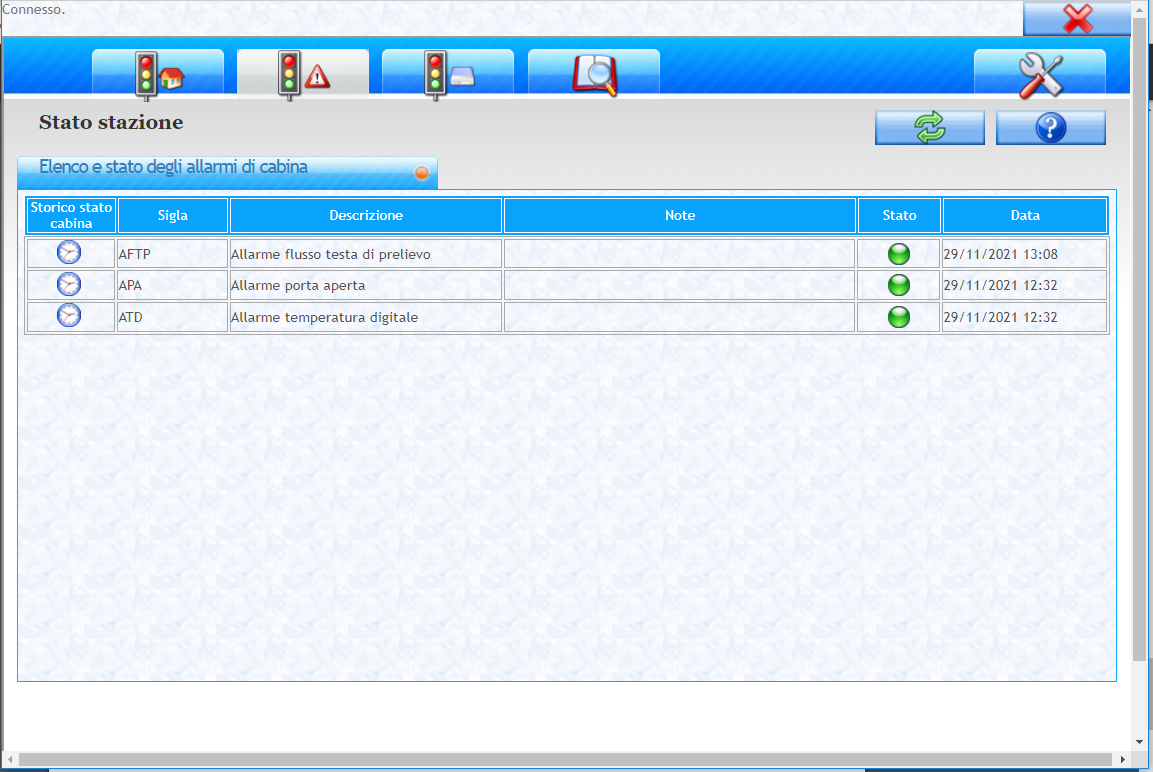 Connesso.
Stato stazione
Elenco e stato degli allarmi di cabina
Storico stato cabina Sigla Descrizione Note Stato Data
AFTP Allarme flusso testa di prelievo 29/11/2021 13:08
APA Allarme porta aperta 29/11/2021 12:32
ATD Allarme temperatura digitale 29/11/2021 12:32